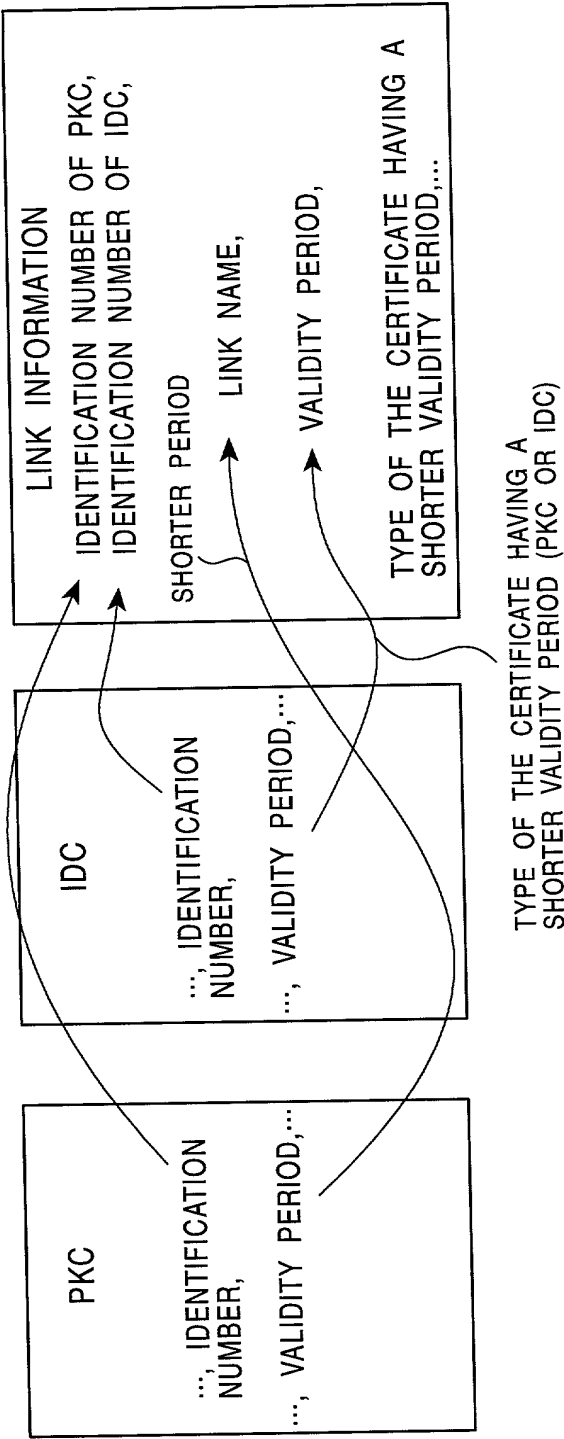 PKC
..., IDENTIFICATION
NUMBER,
..., VALIDITY PERIOD,...
IDC
..., IDENTIFICATION
NUMBER,
..., VALIDITY PERIOD,...
LINK INFORMATION
IDENTIFICATION NUMBER OF PKC,
IDENTIFICATION NUMBER OF IDC,
SHORTER PERIOD
LINK NAME,
VALIDITY PERIOD,
TYPE OF THE CERTIFICATE HAVING A
SHORTER VALIDITY PERIOD,...
TYPE OF THE CERTIFICATE HAVING A
SHORTER VALIDITY PERIOD (PKC OR IDC)